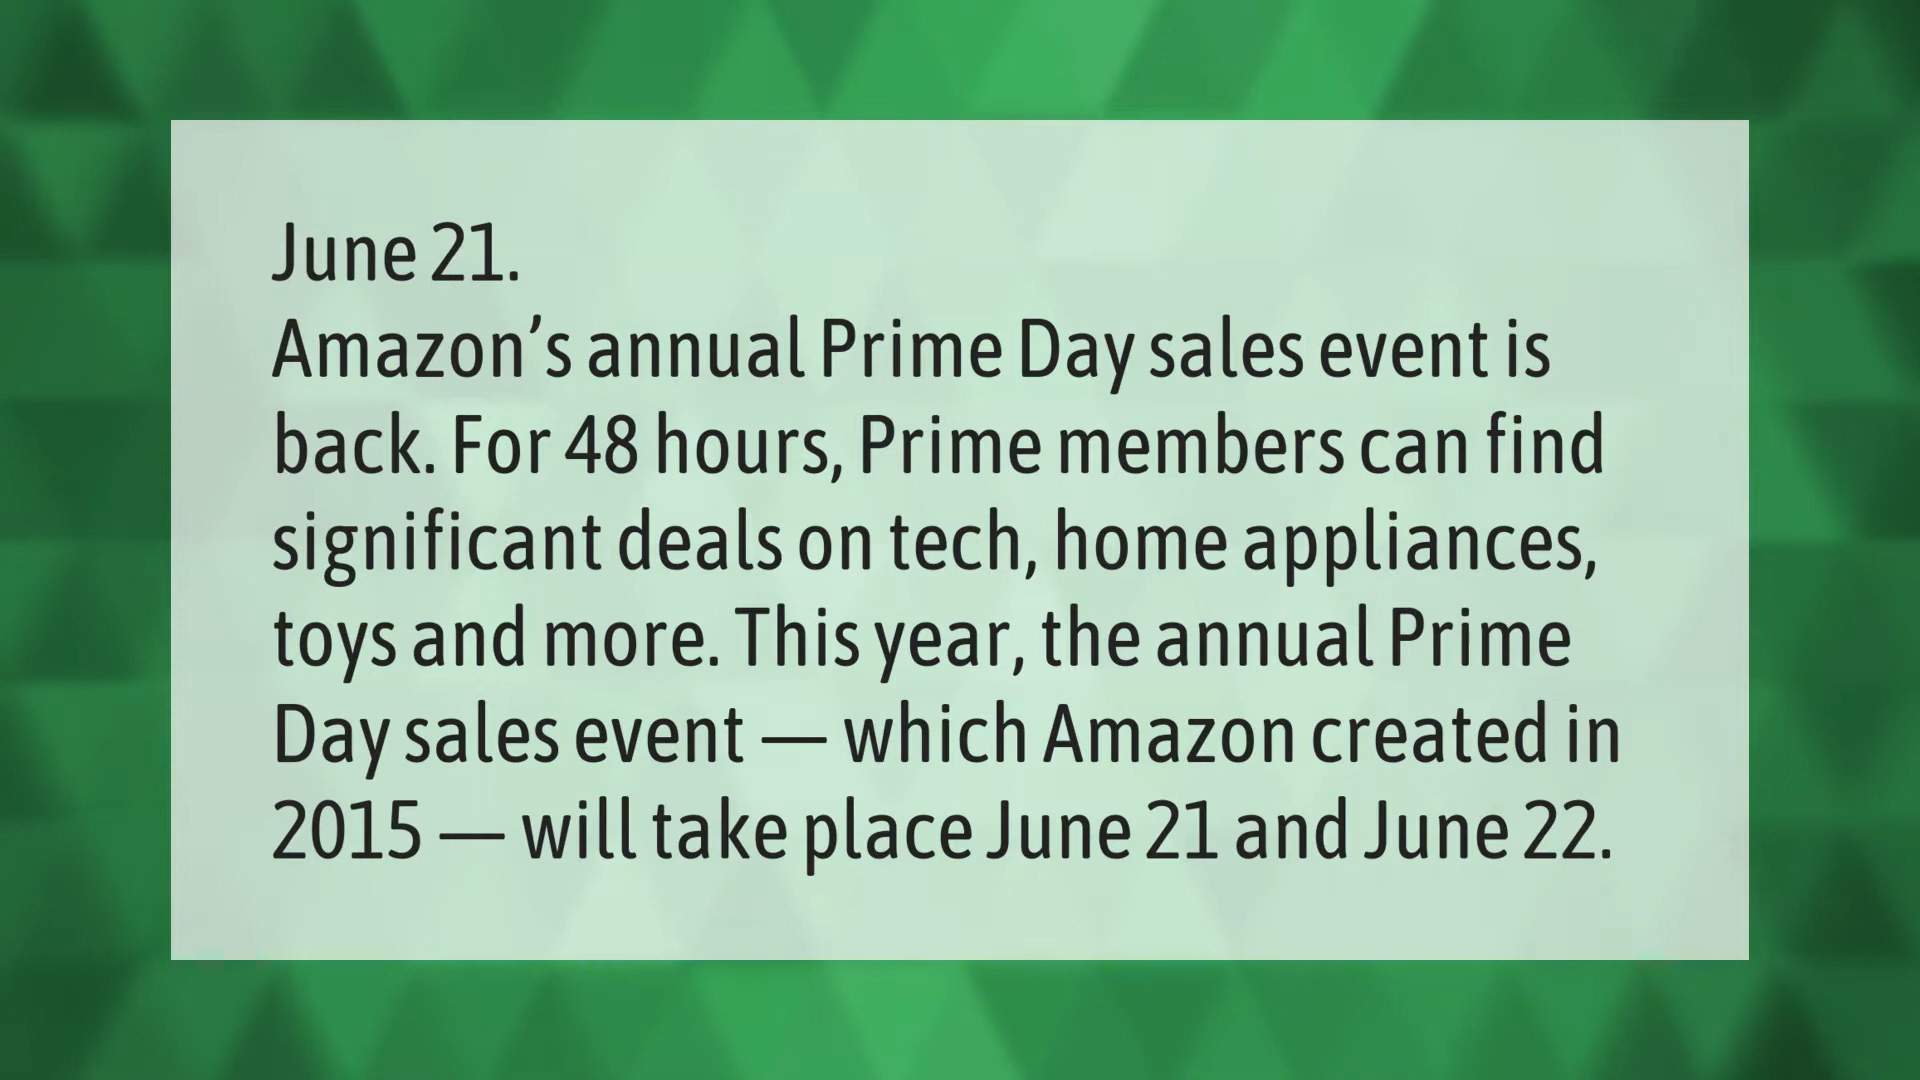 June 21.
Amazon’s annual Prime Day sales event is
back. For 48 hours, Prime members can find
significant deals on tech, home appliances,
toys and more. This year, the annual Prime
Day sales event — which Amazon created in
2015 — will take place June 21 and June 22.